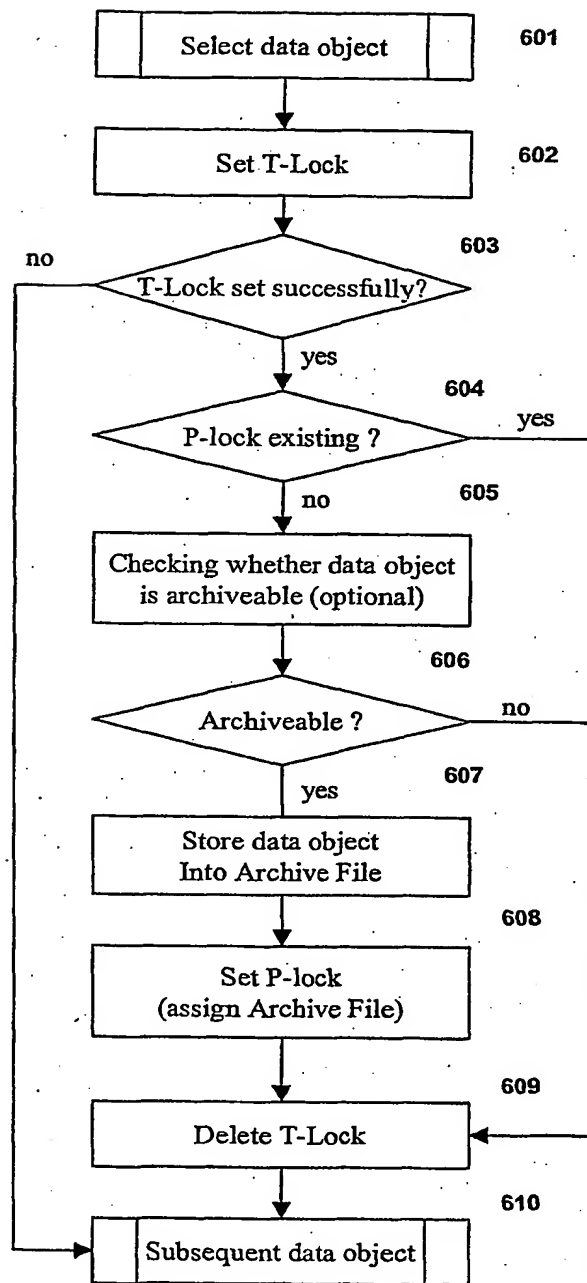 Select data object
601
Set T-Lock
602
603
no
T-Lock set successfully?
yes
604
P-lock existing ?
yes
no
605
Checking whether data object
is archiveable (optional)
606
Archiveable ?
no
yes
607
Store data object
Into Archive File
608
Set P-lock
(assign Archive File)
609
Delete T-Lock
610
Subsequent data object